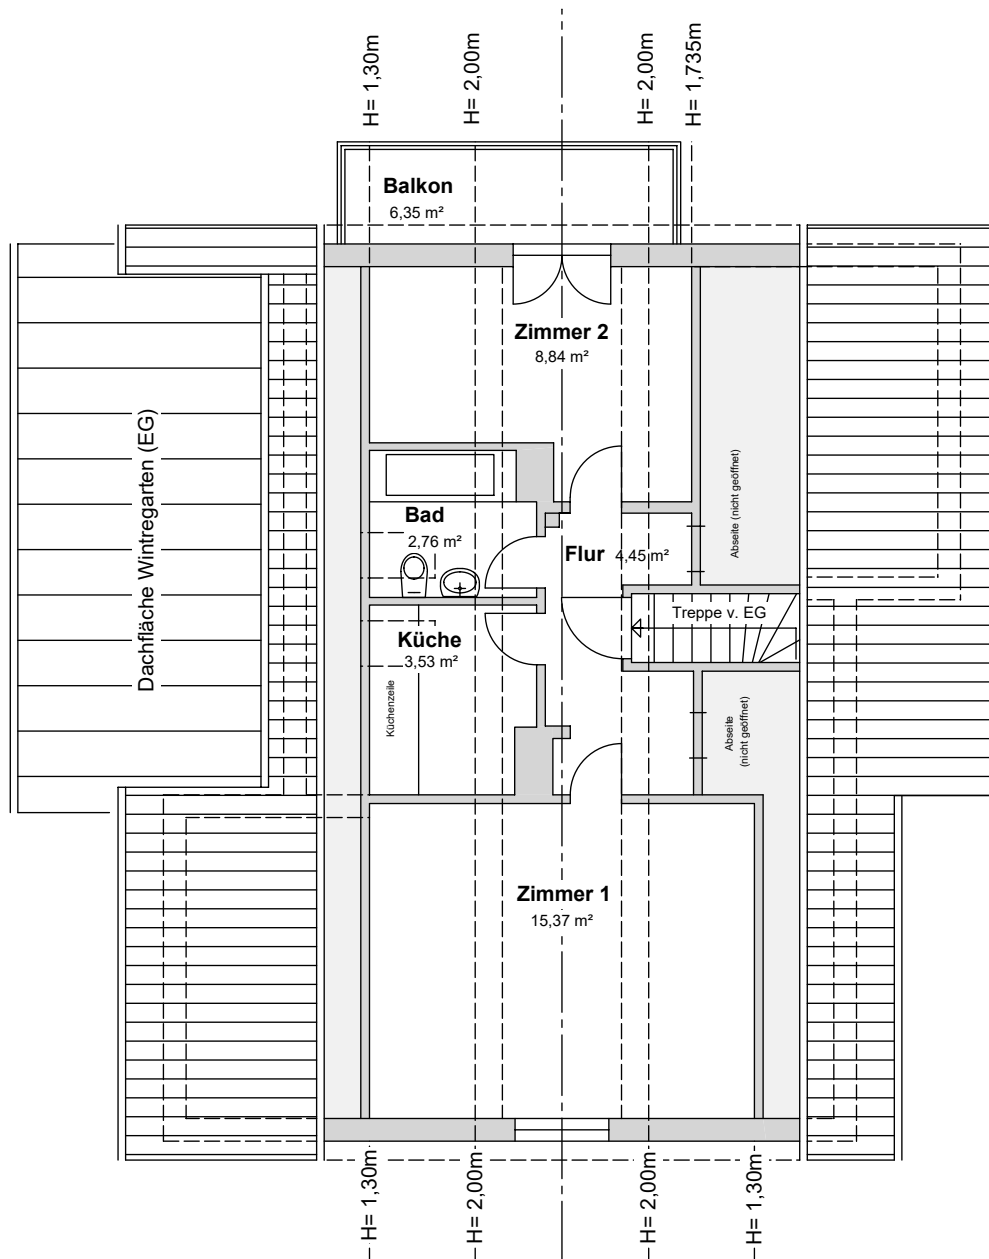 H= 1,30m
H= 2,00m
H= 2,00m
H= 1,735m
Balkon
6,35 m²
Zimmer 2
8,84 m²
Dachfläche Wintregarten (EG)
Abseite (nicht geöffnet)
Bad
2,76 m²
Flur 4,45 m²
Treppe v. EG
Küche
3,53 m²
Küchenzeile
Abseite
(nicht geöffnet)
Zimmer 1
15,37 m²
H= 1,30m
H= 2,00m
H= 2,00m
H= 1,30m